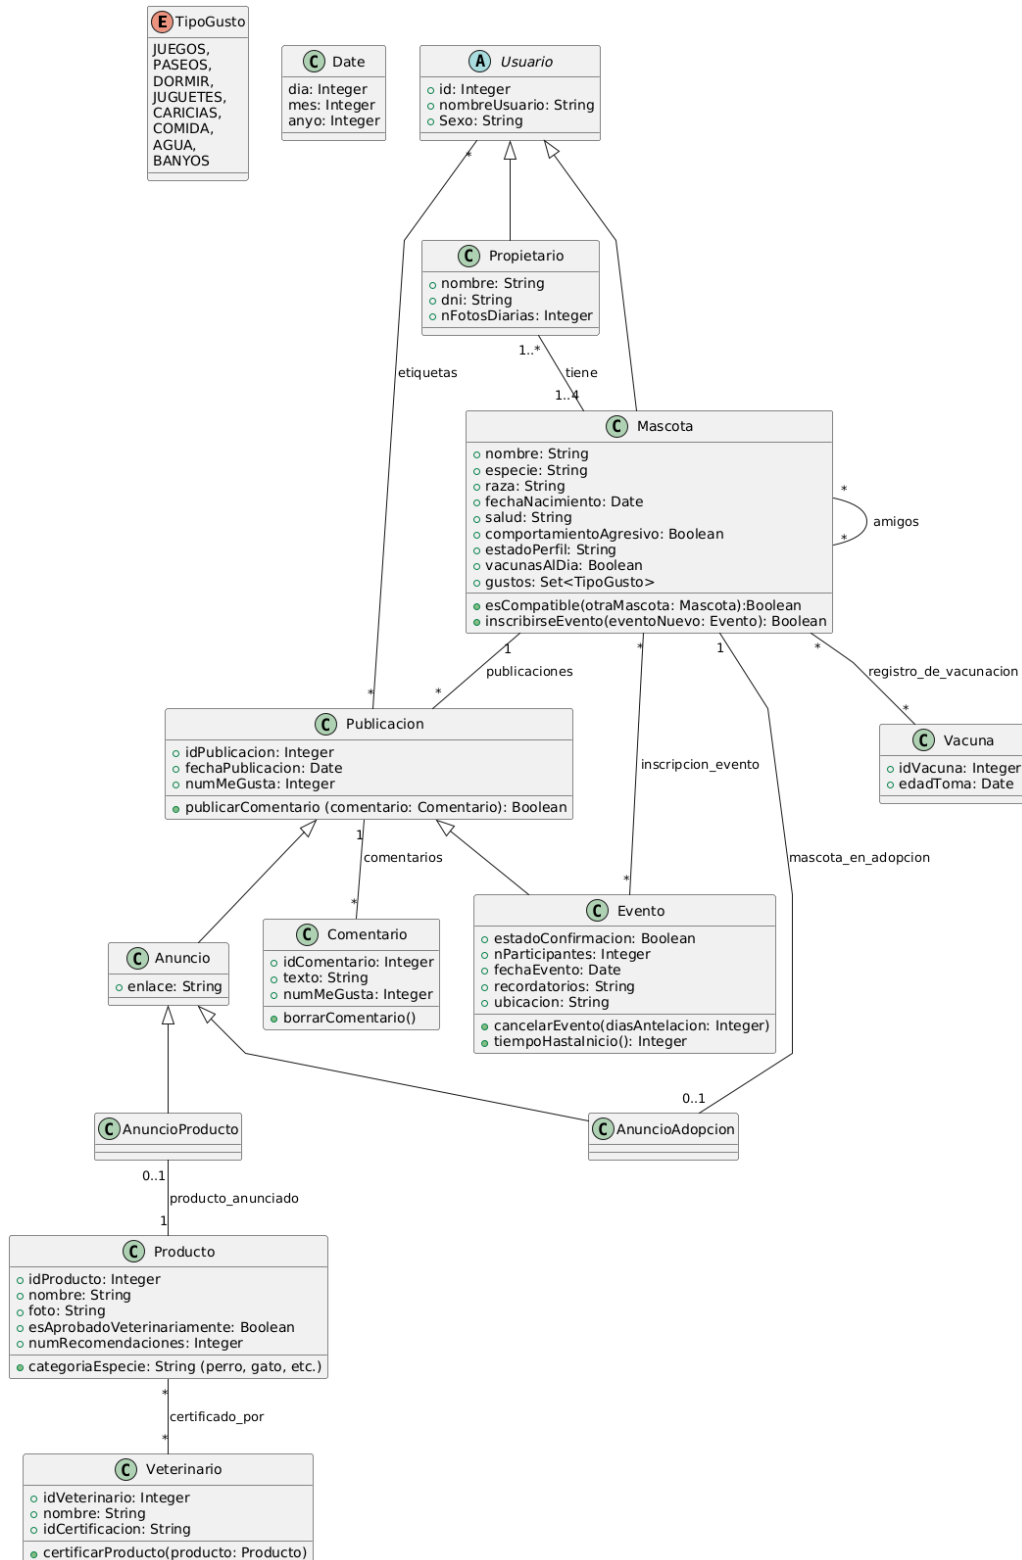 E TipoGusto
JUEGOS,
PASEOS,
DORMIR,
JUGUETES,
CARICIAS,
COMIDA,
AGUA,
BANYOS
C Date
dia: Integer
mes: Integer
anyo: Integer
A Usuario
id: Integer
nombreUsuario: String
Sexo: String
*
C Propietario
nombre: String
dni: String
nFotosDiarias: Integer
1..*
tiene
1..4
etiquetas
C Mascota
nombre: String
especie: String
raza: String
fechaNacimiento: Date
salud: String
comportamientoAgresivo: Boolean
estadoPerfil: String
vacunasAlDia: Boolean
gustos: Set<TipoGusto>
esCompatible(otraMascota: Mascota):Boolean
inscribirseEvento(eventoNuevo: Evento): Boolean
*
amigos
*
1
publicaciones
*
*
*
1
*
registro_de_vacunacion
*
C Publicacion
idPublicacion: Integer
fechaPublicacion: Date
numMeGusta: Integer
publicarComentario (comentario: Comentario): Boolean
C Vacuna
idVacuna: Integer
edadToma: Date
inscripcion_evento
*
1
comentarios
*
mascota_en_adopcion
C Anuncio
enlace: String
C Comentario
idComentario: Integer
texto: String
numMeGusta: Integer
borrarComentario()
C Evento
estadoConfirmacion: Boolean
nParticipantes: Integer
fechaEvento: Date
recordatorios: String
ubicacion: String
cancelarEvento(diasAntelacion: Integer)
tiempoHastaInicio(): Integer
0..1
C AnuncioProducto
C AnuncioAdopcion
0..1
producto_anunciado
1
C Producto
idProducto: Integer
nombre: String
foto: String
esAprobadoVeterinariamente: Boolean
numRecomendaciones: Integer
categoriaEspecie: String (perro, gato, etc.)
*
certificado_por
*
C Veterinario
idVeterinario: Integer
nombre: String
idCertificacion: String
certificarProducto(producto: Producto)